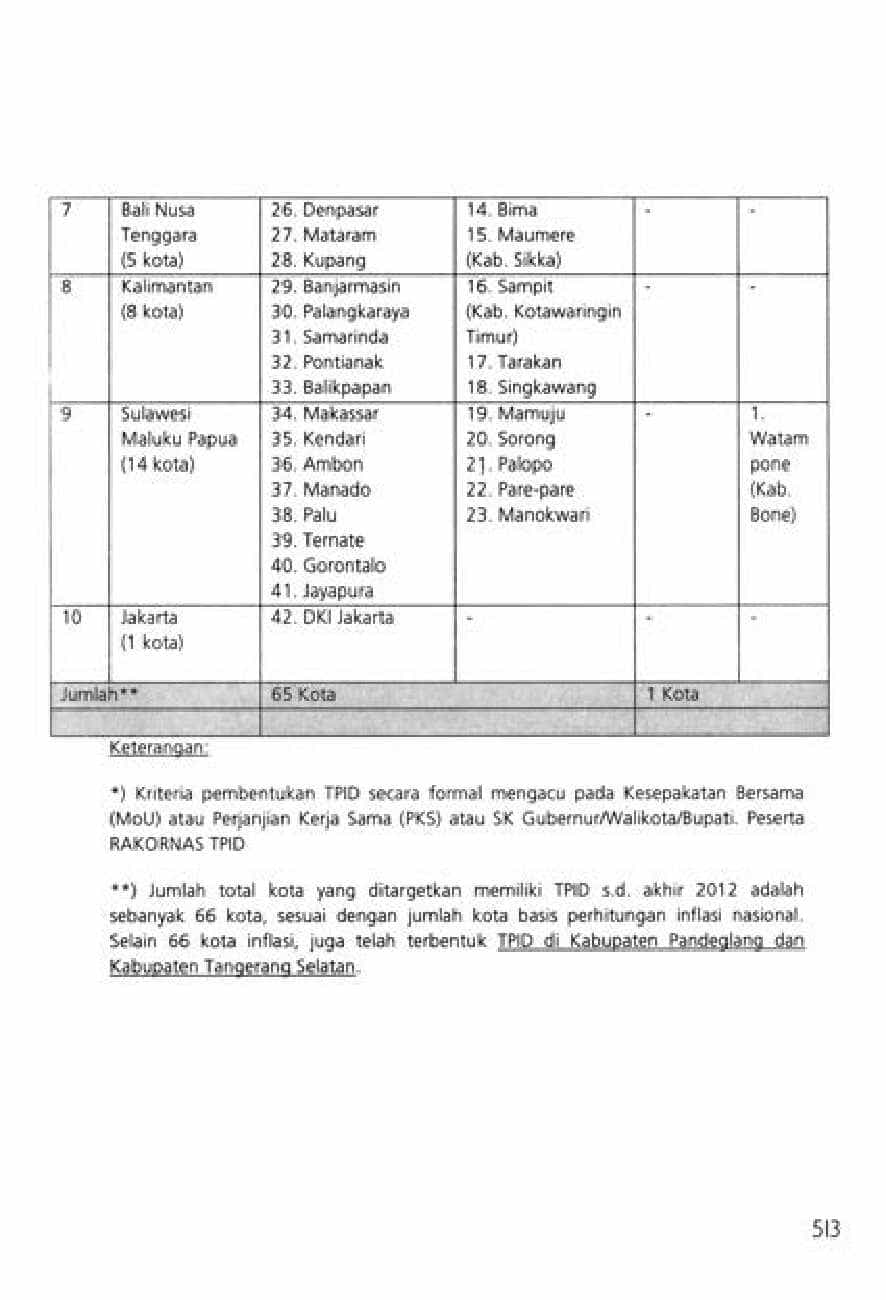 7 Bali Nusa 26. Denpasar 14. Bima - -
Tenggara 27. Mataram 15. Maumere
(5 kota) 28. Kupang (Kab. Sikka)
8 Kalimantan 29. Banjarmasin 16. Sampit - -
(8 kota) 30. Palangkaraya (Kab. Kotawaringin
31. Samarinda Timur)
32. Pontianak 17. Tarakan
33. Balikpapan 18. Singkawang
9 Sulawesi 34. Makassar 19. Mamuju - 1.
Maluku Papua 35. Kendari 20. Sorong Watam
(14 kota) 36. Ambon 21. Palopo pone
37. Manado 22. Pare-pare (Kab.
38. Palu 23. Manokwari Bone)
39. Ternate
40. Gorontalo
41. Jayapura
10 Jakarta 42. DKI Jakarta - - -
(1 kota)
Jumlah** 65 Kota 1 Kota
Keterangan:
*) Kriteria pembentukan TPID secara formal mengacu pada Kesepakatan Bersama
(MoU) atau Perjanjian Kerja Sama (PKS) atau SK Gubernur/Walikota/Bupati. Peserta
RAKORNAS TPID
**) Jumlah total kota yang ditargetkan memiliki TPID s.d. akhir 2012 adalah
sebanyak 66 kota, sesuai dengan jumlah kota basis perhitungan inflasi nasional.
Selain 66 kota inflasi, juga telah terbentuk TPID di Kabupaten Pandeglang dan
Kabupaten Tangerang Selatan.
513